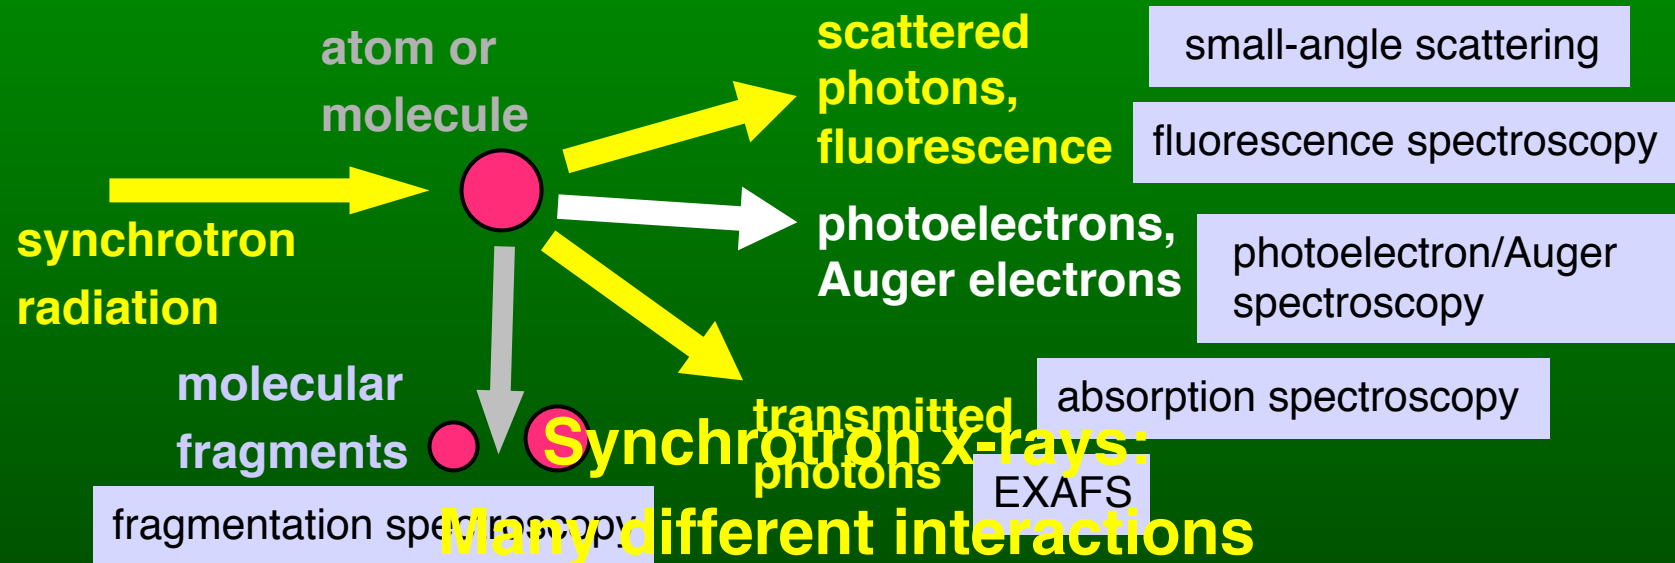 atom or
molecule
scattered
photons,
fluorescence
small-angle scattering
fluorescence spectroscopy
synchrotron
radiation
photoelectrons,
Auger electrons
photoelectron/Auger
spectroscopy
molecular
fragments
transmitted
photons
absorption spectroscopy
EXAFS
fragmentation spectroscopy
Synchrotron x-rays:
Many different interactions